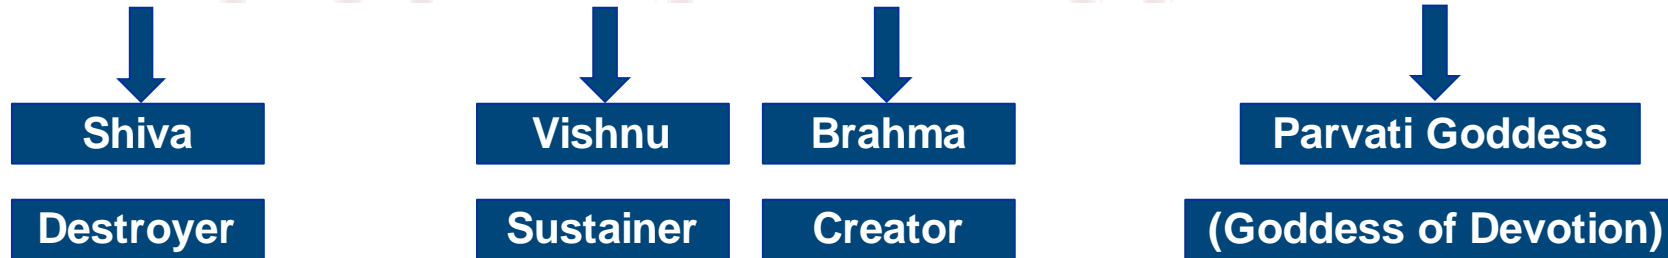 Shiva
Vishnu
Brahma
Parvati Goddess
Destroyer
Sustainer
Creator
(Goddess of Devotion)